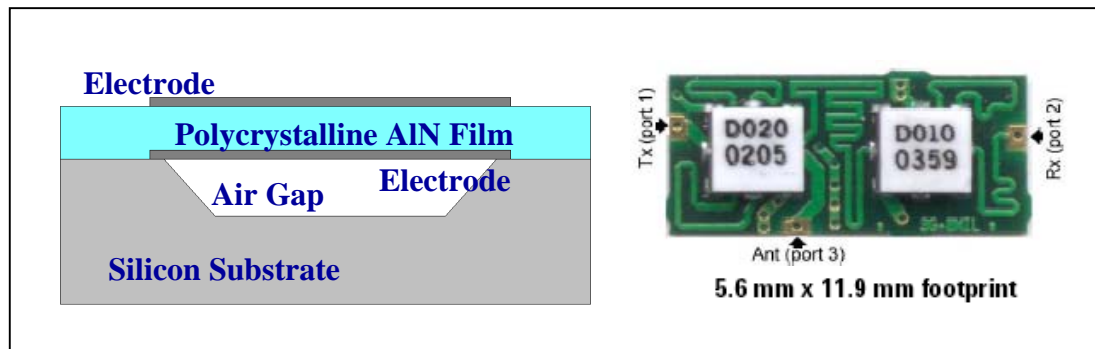 Electrode
Polycrystalline AlN Film
Electrode
Air Gap
Silicon Substrate
Tx (port 1)
D020
0205
D010
0359
Rx (port 2)
Ant (port 3)
5.6 mm x 11.9 mm footprint